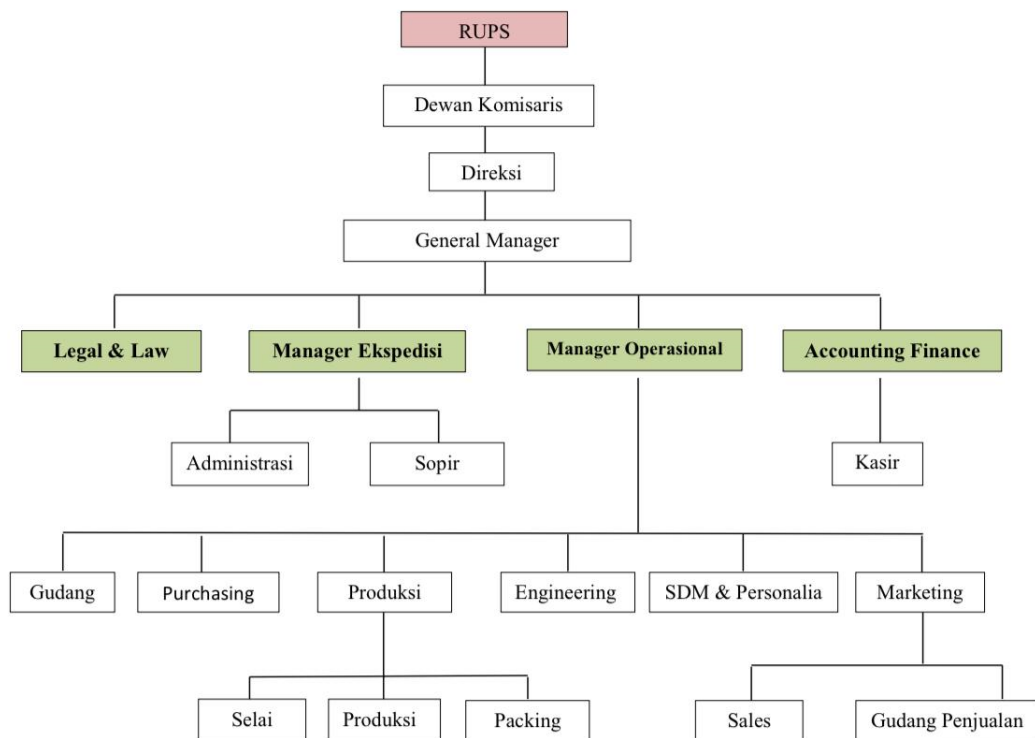 RUPS
Dewan Komisaris
Direksi
General Manager
Legal & Law
Manager Ekspedisi
Manager Operasional
Accounting Finance
Administrasi
Sopir
Kasir
Gudang
Purchasing
Produksi
Engineering
SDM & Personalia
Marketing
Selai
Produksi
Packing
Sales
Gudang Penjualan